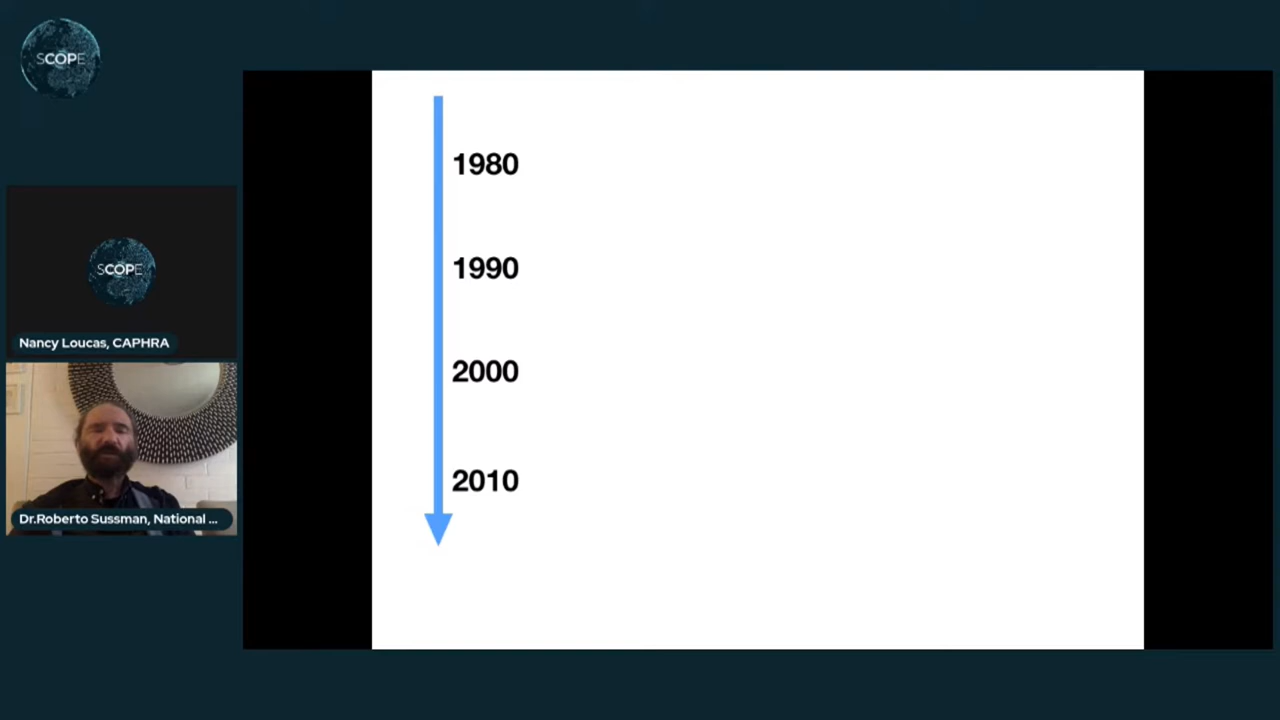 SCOPE
SCOPE
Nancy Loucas, CAPHRA
Dr.Roberto Sussman, National ...
1980
1990
2000
2010